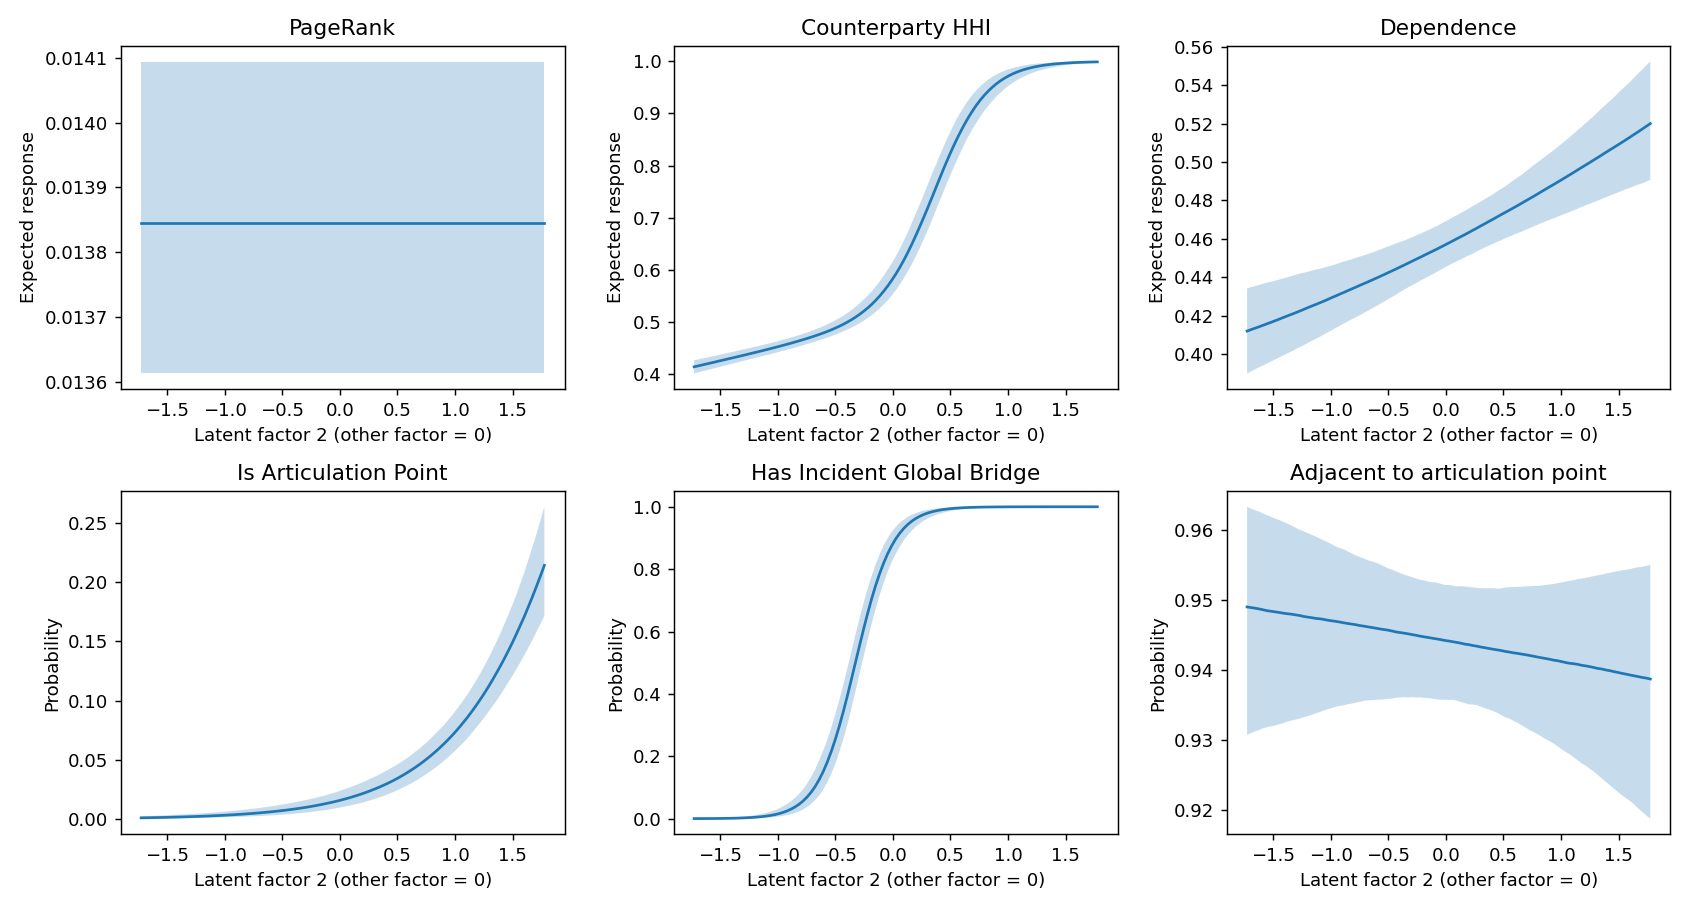 PageRank
Expected response
0.0141
0.0140
0.0139
0.0138
0.0137
0.0136
−1.5 −1.0 −0.5 0.0 0.5 1.0 1.5
Latent factor 2 (other factor = 0)
Counterparty HHI
Expected response
1.0
0.9
0.8
0.7
0.6
0.5
0.4
−1.5 −1.0 −0.5 0.0 0.5 1.0 1.5
Latent factor 2 (other factor = 0)
Dependence
Expected response
0.56
0.54
0.52
0.50
0.48
0.46
0.44
0.42
0.40
−1.5 −1.0 −0.5 0.0 0.5 1.0 1.5
Latent factor 2 (other factor = 0)
Is Articulation Point
Probability
0.25
0.20
0.15
0.10
0.05
0.00
−1.5 −1.0 −0.5 0.0 0.5 1.0 1.5
Latent factor 2 (other factor = 0)
Has Incident Global Bridge
Probability
1.0
0.8
0.6
0.4
0.2
0.0
−1.5 −1.0 −0.5 0.0 0.5 1.0 1.5
Latent factor 2 (other factor = 0)
Adjacent to articulation point
Probability
0.96
0.95
0.94
0.93
0.92
−1.5 −1.0 −0.5 0.0 0.5 1.0 1.5
Latent factor 2 (other factor = 0)